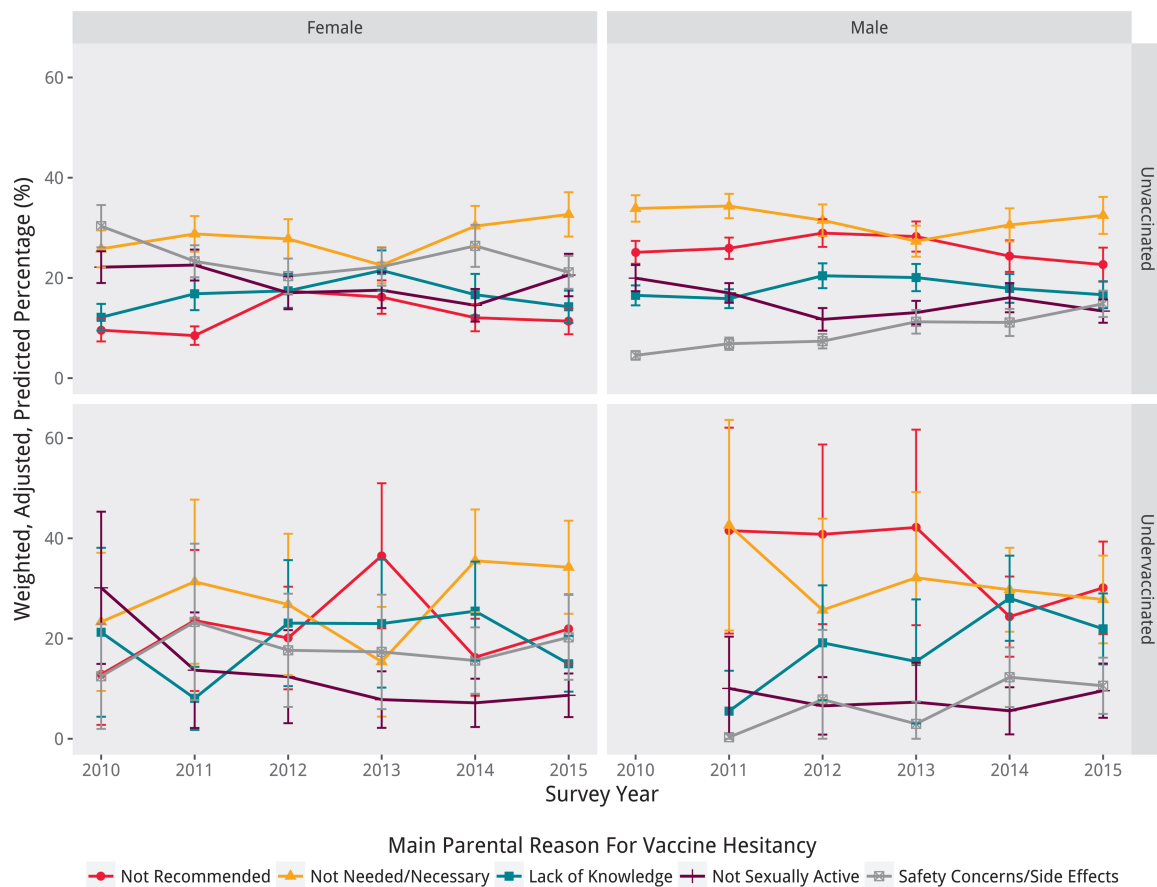 Female Male
Weighted, Adjusted, Predicted Percentage (%)
60
40
20
0
Unvaccinated
60
40
20
0
Undervaccinated
2010 2011 2012 2013 2014 2015 2010 2011 2012 2013 2014 2015
Survey Year
Main Parental Reason For Vaccine Hesitancy
Not Recommended Not Needed/Necessary Lack of Knowledge Not Sexually Active Safety Concerns/Side Effects